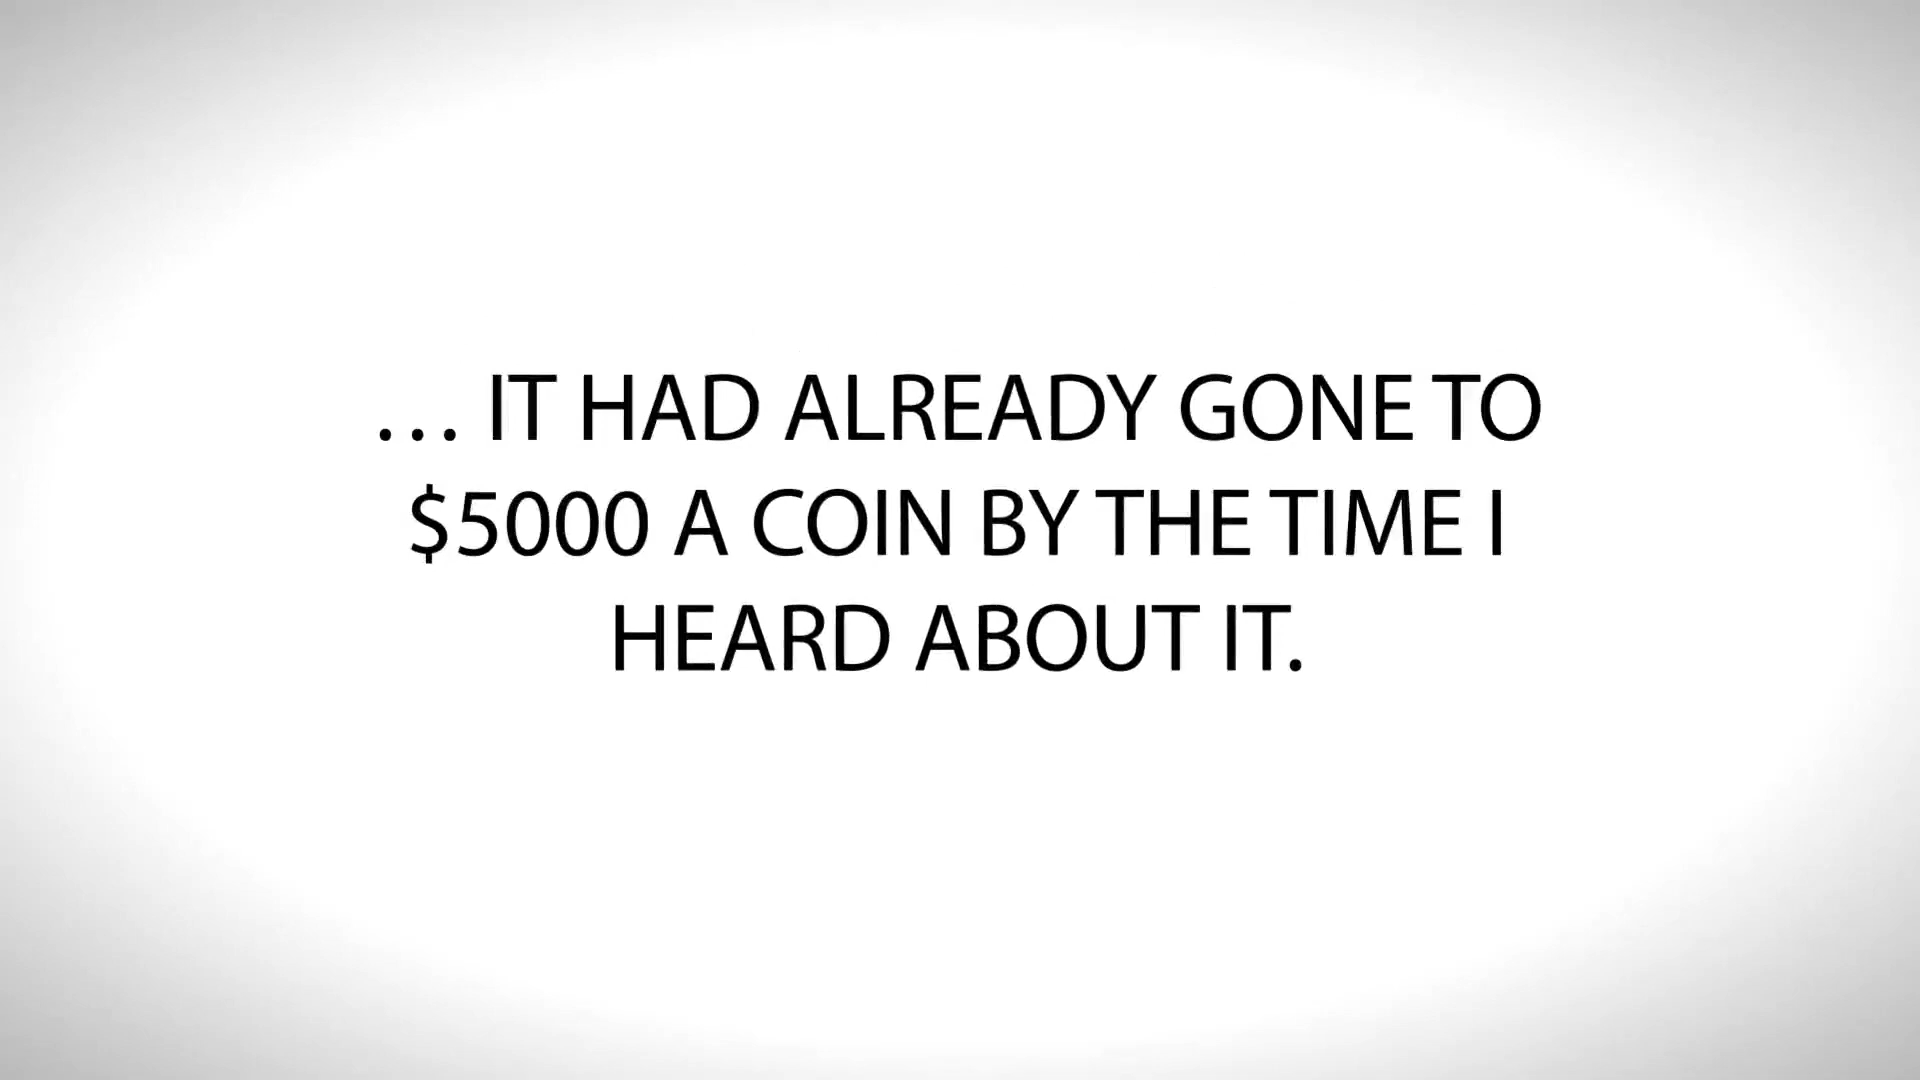 ... IT HAD ALREADY GONE TO
$5000 A COIN BY THE TIME I
HEARD ABOUT IT.